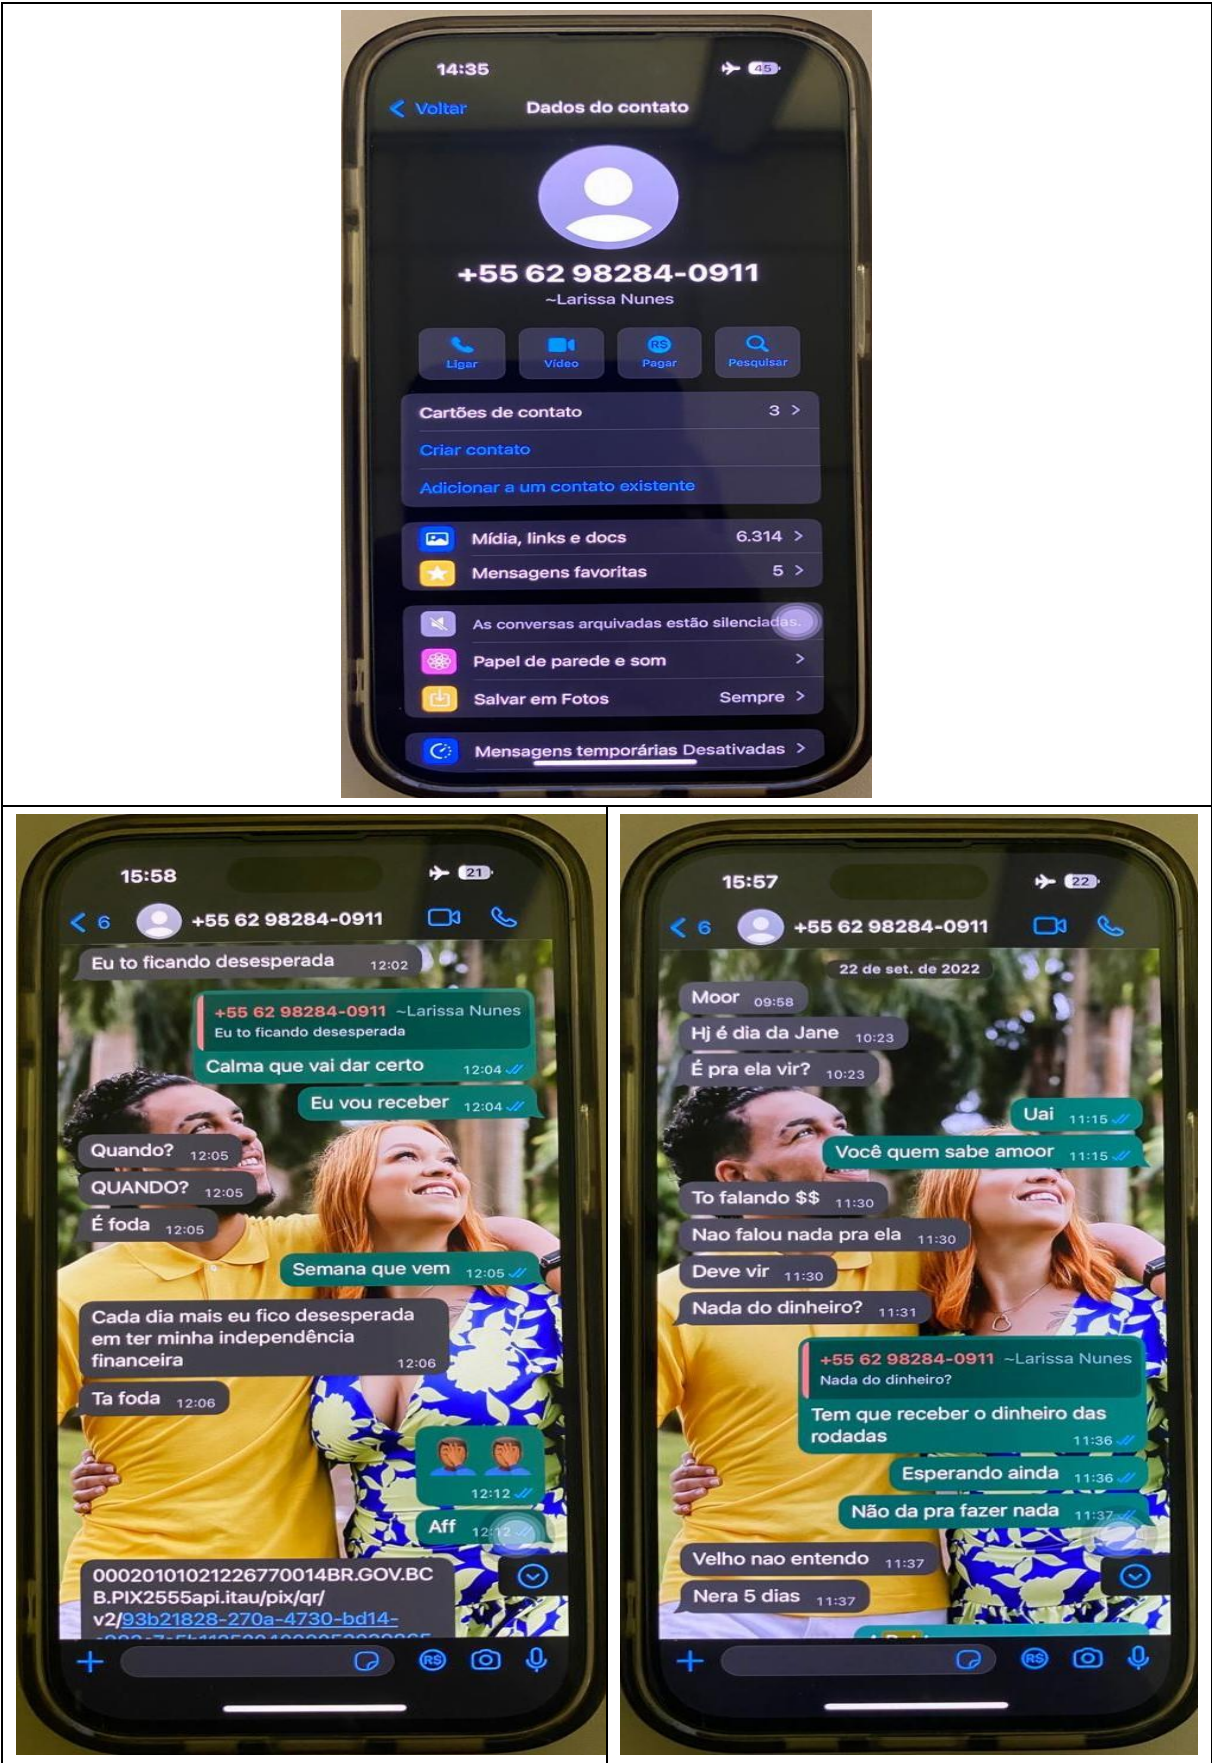 14:35
45
Voltar
Dados do contato
+55 62 98284-0911
~Larissa Nunes
Ligar
Vídeo
R$
Pagar
Pesquisar
Cartões de contato 3
Criar contato
Adicionar a um contato existente
Mídia, links e docs 6.314
Mensagens favoritas 5
As conversas arquivadas estão silenciadas.
Papel de parede e som
Salvar em Fotos Sempre
Mensagens temporárias Desativadas
15:58
21
6
+55 62 98284-0911
Eu to ficando desesperada 12:02
+55 62 98284-0911 ~Larissa Nunes
Eu to ficando desesperada
Calma que vai dar certo 12:04
Eu vou receber 12:04
Quando? 12:05
QUANDO? 12:05
É foda 12:05
Semana que vem 12:05
Cada dia mais eu fico desesperada
em ter minha independência
financeira 12:06
Ta foda 12:06
12:12
Aff 12:12
00020101021226770014BR.GOV.BC
B.PIX2555api.itau/pix/qr/
v2/93b21828-270a-4730-bd14-
R$
15:57
22
6
+55 62 98284-0911
22 de set. de 2022
Moor 09:58
Hj é dia da Jane 10:23
É pra ela vir? 10:23
Uai 11:15
Você quem sabe amoor 11:15
To falando $$ 11:30
Nao falou nada pra ela 11:30
Deve vir 11:30
Nada do dinheiro? 11:31
+55 62 98284-0911 ~Larissa Nunes
Nada do dinheiro?
Tem que receber o dinheiro das
rodadas 11:36
Esperando ainda 11:36
Não da pra fazer nada 11:37
Velho nao entendo 11:37
Nera 5 dias 11:37
R$